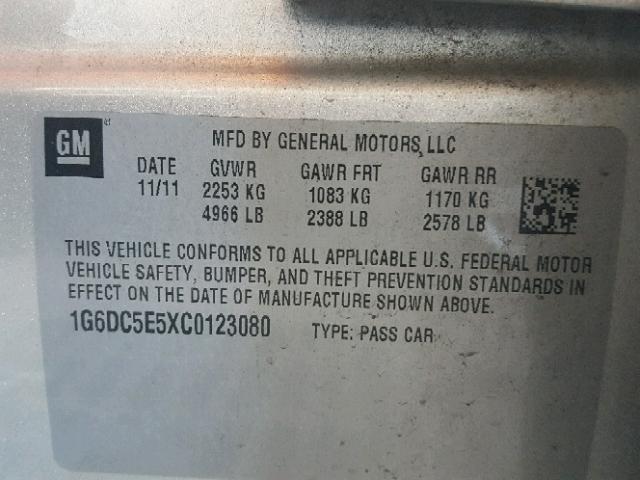 GM
MFD BY GENERAL MOTORS, LLC
DATE GVWR GAWR FRT GAWR RR
11/11 2253 KG 1083 KG 1170 KG
4966 LB 2388 LB 2578 LB
THIS VEHICLE CONFORMS TO ALL APPLICABLE U.S. FEDERAL MOTOR
VEHICLE SAFETY, BUMPER, AND THEFT PREVENTION STANDARDS IN
EFFECT ON THE DATE OF MANUFACTURE SHOWN ABOVE.
1G6DC5E5XC0123080 TYPE: PASS CAR